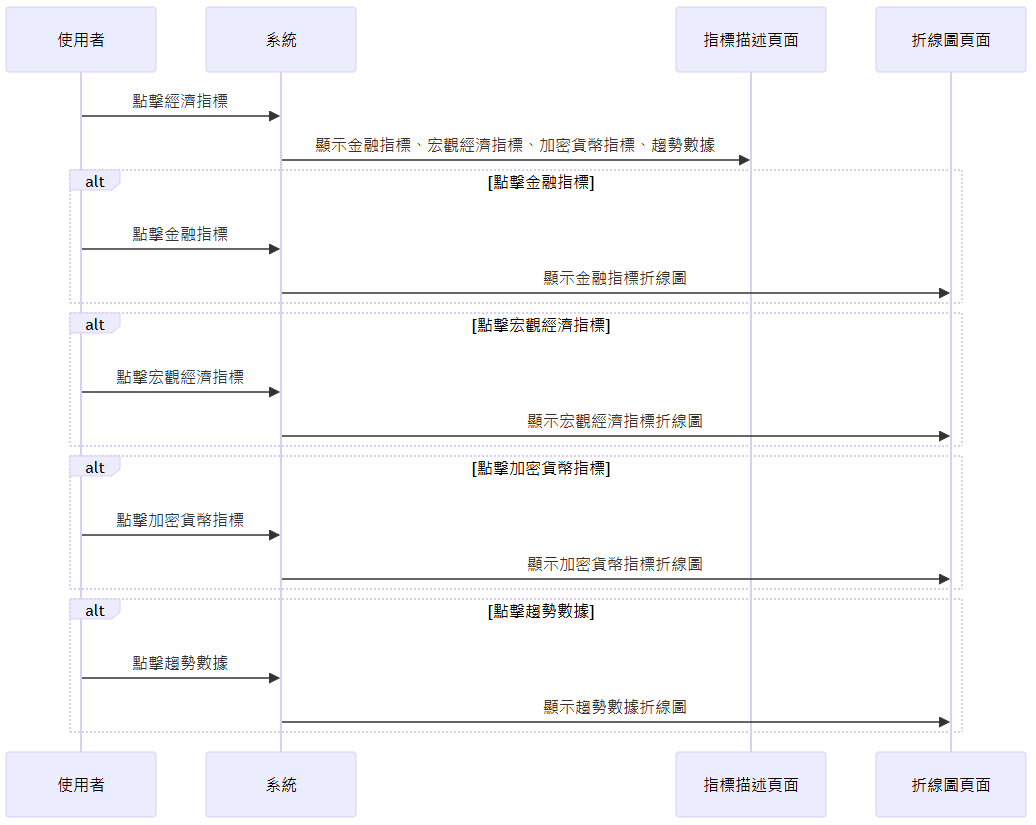 使用者
系統
指標描述頁面
折線圖頁面
點擊經濟指標
顯示金融指標、宏觀經濟指標、加密貨幣指標、趨勢數據
alt
[點擊金融指標]
點擊金融指標
顯示金融指標折線圖
alt
[點擊宏觀經濟指標]
點擊宏觀經濟指標
顯示宏觀經濟指標折線圖
alt
[點擊加密貨幣指標]
點擊加密貨幣指標
顯示加密貨幣指標折線圖
alt
[點擊趨勢數據]
點擊趨勢數據
顯示趨勢數據折線圖
使用者
系統
指標描述頁面
折線圖頁面